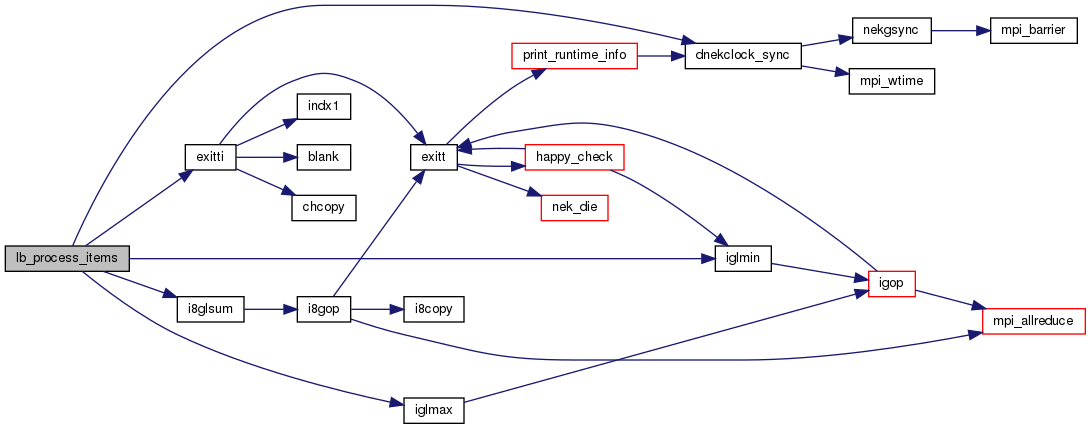 nekgsync
mpi_barrier
print_runtime_info
dnekclock_sync
mpi_wtime
indx1
exitti
blank
exitt
happy_check
chcopy
nek_die
lb_process_items
iglmin
igop
i8glsum
i8gop
i8copy
mpi_allreduce
iglmax